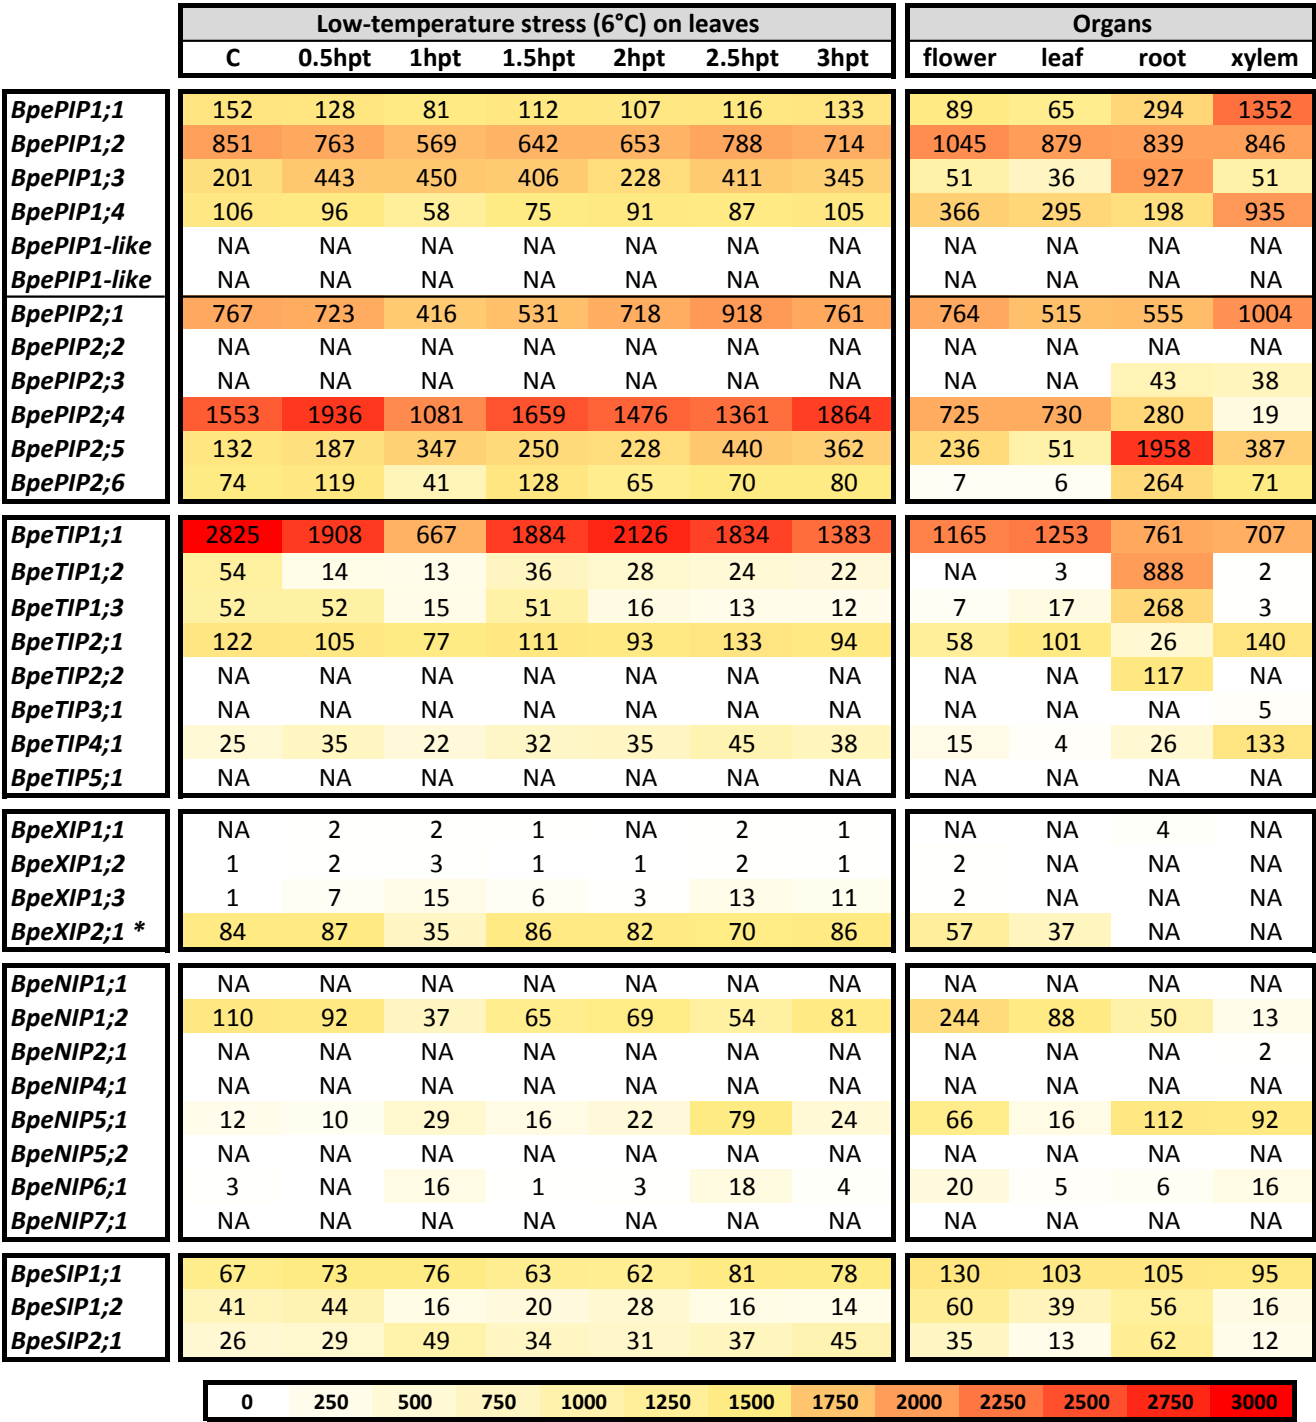 Low-temperature stress (6°C) on leaves Organs
C 0.5hpt 1hpt 1.5hpt 2hpt 2.5hpt 3hpt flower leaf root xylem
BpePIP1;1 152 128 81 112 107 116 133 89 65 294 1352
BpePIP1;2 851 763 569 642 653 788 714 1045 879 839 846
BpePIP1;3 201 443 450 406 228 411 345 51 36 927 51
BpePIP1;4 106 96 58 75 91 87 105 366 295 198 935
BpePIP1-like NA NA NA NA NA NA NA NA NA NA NA
BpePIP1-like NA NA NA NA NA NA NA NA NA NA NA
BpePIP2;1 767 723 416 531 718 918 761 764 515 555 1004
BpePIP2;2 NA NA NA NA NA NA NA NA NA NA NA
BpePIP2;3 NA NA NA NA NA NA NA NA NA 43 38
BpePIP2;4 1553 1936 1081 1659 1476 1361 1864 725 730 280 19
BpePIP2;5 132 187 347 250 228 440 362 236 51 1958 387
BpePIP2;6 74 119 41 128 65 70 80 7 6 264 71
BpeTIP1;1 2825 1908 667 1884 2126 1834 1383 1165 1253 761 707
BpeTIP1;2 54 14 13 36 28 24 22 NA 3 888 2
BpeTIP1;3 52 52 15 51 16 13 12 7 17 268 3
BpeTIP2;1 122 105 77 111 93 133 94 58 101 26 140
BpeTIP2;2 NA NA NA NA NA NA NA NA NA 117 NA
BpeTIP3;1 NA NA NA NA NA NA NA NA NA NA 5
BpeTIP4;1 25 35 22 32 35 45 38 15 4 26 133
BpeTIP5;1 NA NA NA NA NA NA NA NA NA NA NA
BpeXIP1;1 NA 2 2 1 NA 2 1 NA NA 4 NA
BpeXIP1;2 1 2 3 1 1 2 1 2 NA NA NA
BpeXIP1;3 1 7 15 6 3 13 11 2 NA NA NA
BpeXIP2;1 * 84 87 35 86 82 70 86 57 37 NA NA
BpeNIP1;1 NA NA NA NA NA NA NA NA NA NA NA
BpeNIP1;2 110 92 37 65 69 54 81 244 88 50 13
BpeNIP2;1 NA NA NA NA NA NA NA NA NA NA 2
BpeNIP4;1 NA NA NA NA NA NA NA NA NA NA NA
BpeNIP5;1 12 10 29 16 22 79 24 66 16 112 92
BpeNIP5;2 NA NA NA NA NA NA NA NA NA NA NA
BpeNIP6;1 3 NA 16 1 3 18 4 20 5 6 16
BpeNIP7;1 NA NA NA NA NA NA NA NA NA NA NA
BpeSIP1;1 67 73 76 63 62 81 78 130 103 105 95
BpeSIP1;2 41 44 16 20 28 16 14 60 39 56 16
BpeSIP2;1 26 29 49 34 31 37 45 35 13 62 12
0 250 500 750 1000 1250 1500 1750 2000 2250 2500 2750 3000